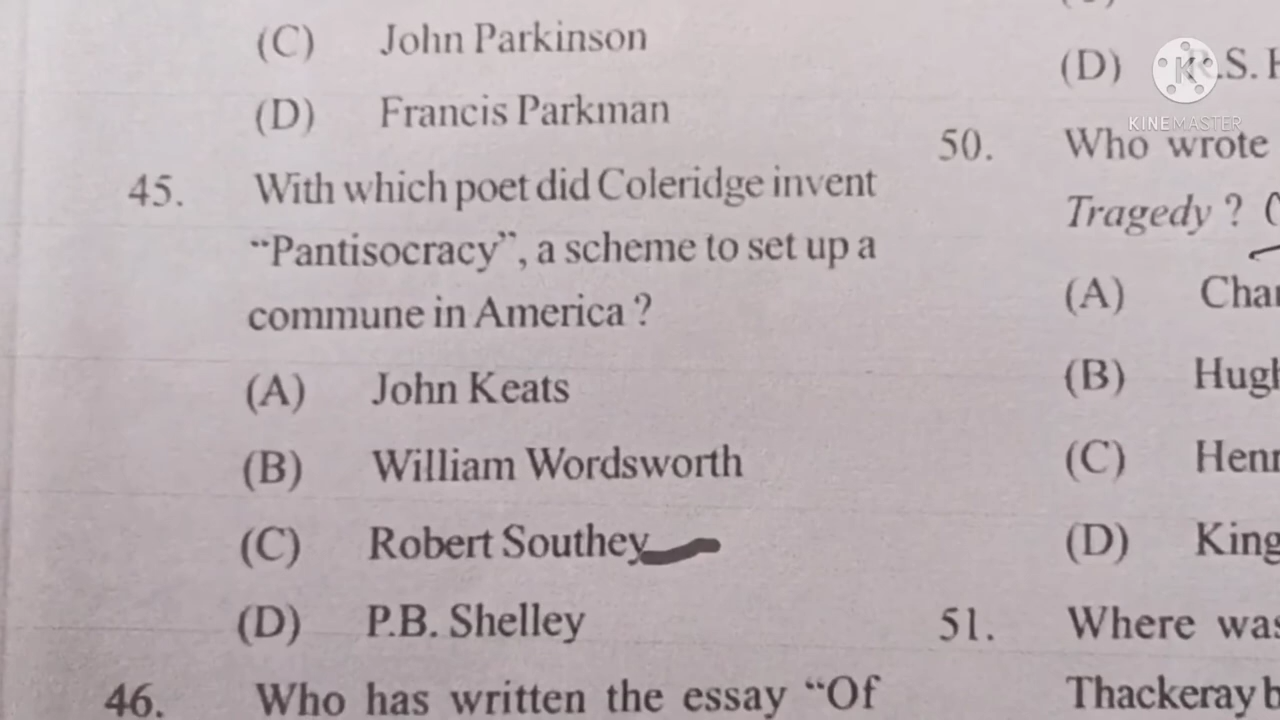 (C) John Parkinson
(D) Francis Parkman
45. With which poet did Coleridge invent
“Pantisocracy”, a scheme to set up a
commune in America ?
(A) John Keats
(B) William Wordsworth
(C) Robert Southey
(D) P.B. Shelley
46. Who has written the essay “Of
(D) R.S.
KINEMASTER
50. Who wrote
Tragedy ?
(A)
(B)
(C)
(D) King
51. Where was
Thackeray